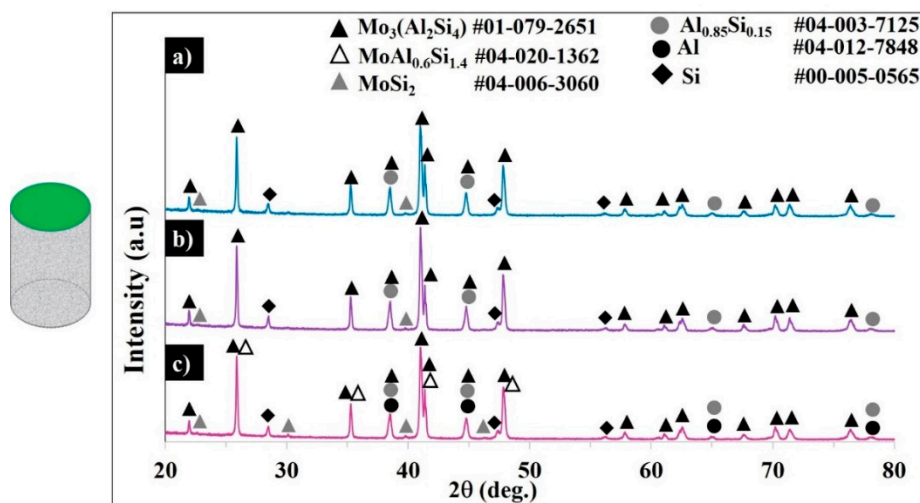 ▲ Mo₃(Al₂Si₄) #01-079-2651
△ MoAl₀.₆Si₁.₄ #04-020-1362
▲ MoSi₂ #04-006-3060
● Al₀.₈₅Si₀.₁₅ #04-003-7125
● Al #04-012-7848
◆ Si #00-005-0565
a)
b)
c)
Intensity (a.u)
20 30 40 50 60 70 80
2θ (deg.)